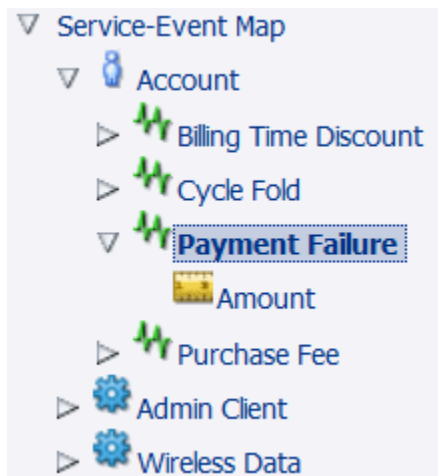 Service-Event Map
Account
Billing Time Discount
Cycle Fold
Payment Failure
Amount
Purchase Fee
Admin Client
Wireless Data